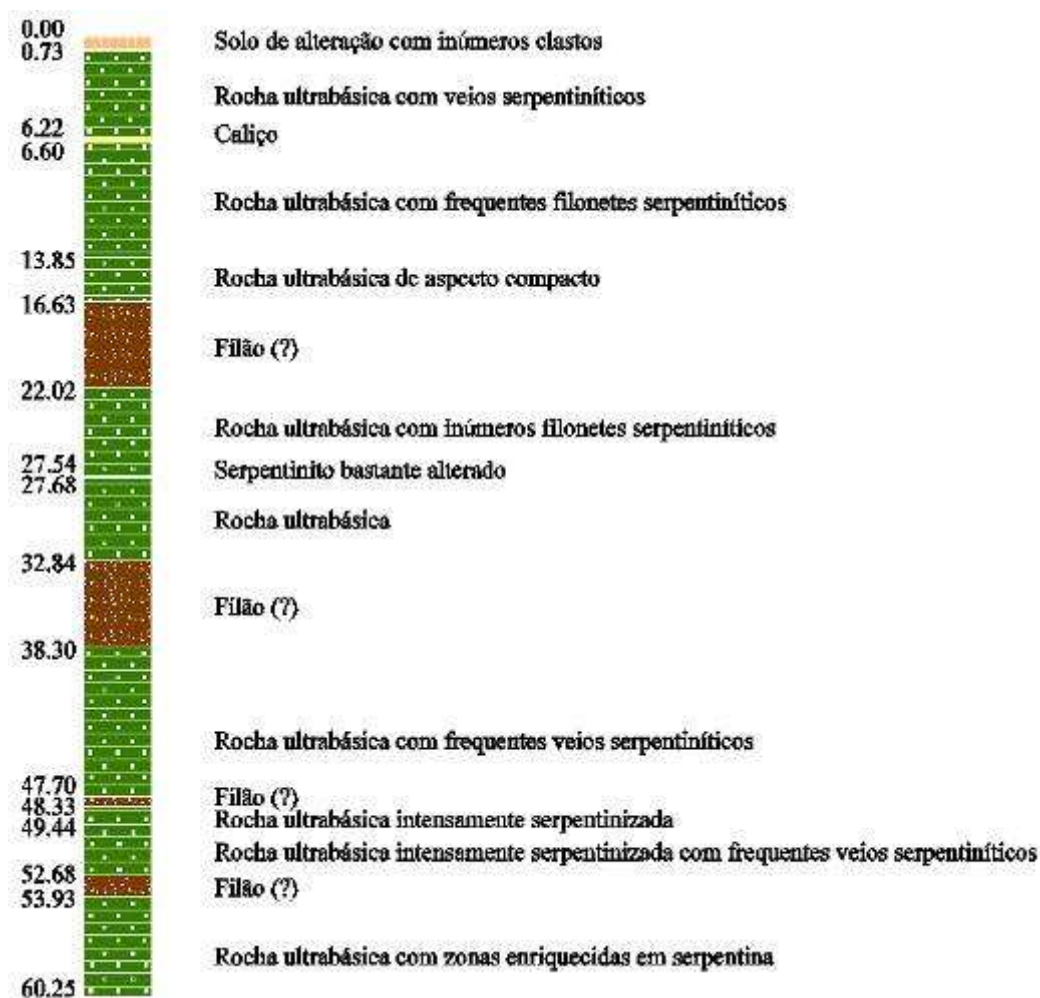 0.00
Solo de alteração com inúmeros clastos
0.73
Rocha ultrabásica com veios serpentiníticos
6.22
Caliço
6.60
Rocha ultrabásica com frequentes filonetes serpentiníticos
13.85
Rocha ultrabásica de aspecto compacto
16.63
Filão (?)
22.02
Rocha ultrabásica com inúmeros filonetes serpentiníticos
27.54
Serpentinito bastante alterado
27.68
Rocha ultrabásica
32.84
Filão (?)
38.30
Rocha ultrabásica com frequentes veios serpentiníticos
47.70
Filão (?)
48.33
Rocha ultrabásica intensamente serpentinizada
49.44
Rocha ultrabásica intensamente serpentinizada com frequentes veios serpentiníticos
52.68
Filão (?)
53.93
Rocha ultrabásica com zonas enriquecidas em serpentina
60.25